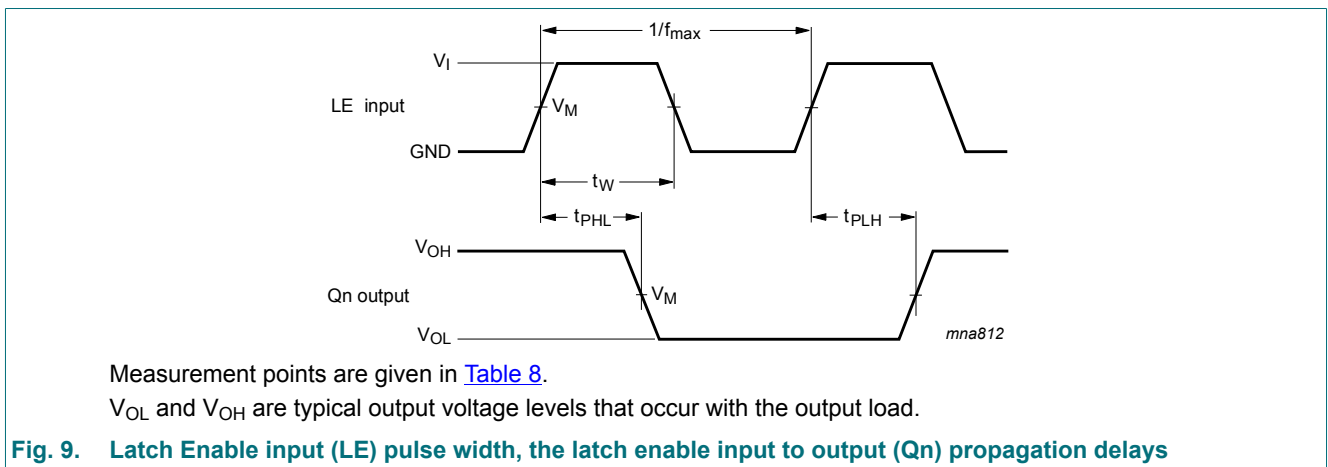 1/fmax
VI
LE input
VM
GND
tW
tPHL
tPLH
VOH
Qn output
VM
VOL
mna812
Measurement points are given in Table 8.
VOL and VOH are typical output voltage levels that occur with the output load.
Fig. 9. Latch Enable input (LE) pulse width, the latch enable input to output (Qn) propagation delays